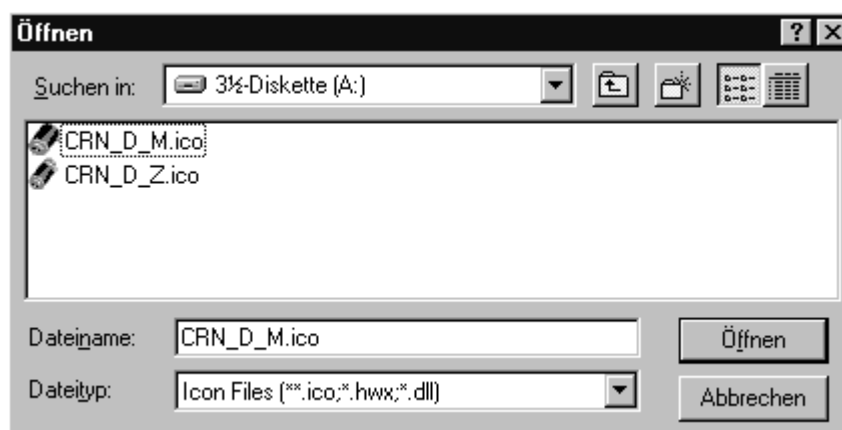 Öffnen
Suchen in: 3½-Diskette (A:)
CRN_D_M.ico
CRN_D_Z.ico
Dateiname: CRN_D_M.ico Öffnen
Dateityp: Icon Files (**.ico;*.hwx;*.dll) Abbrechen